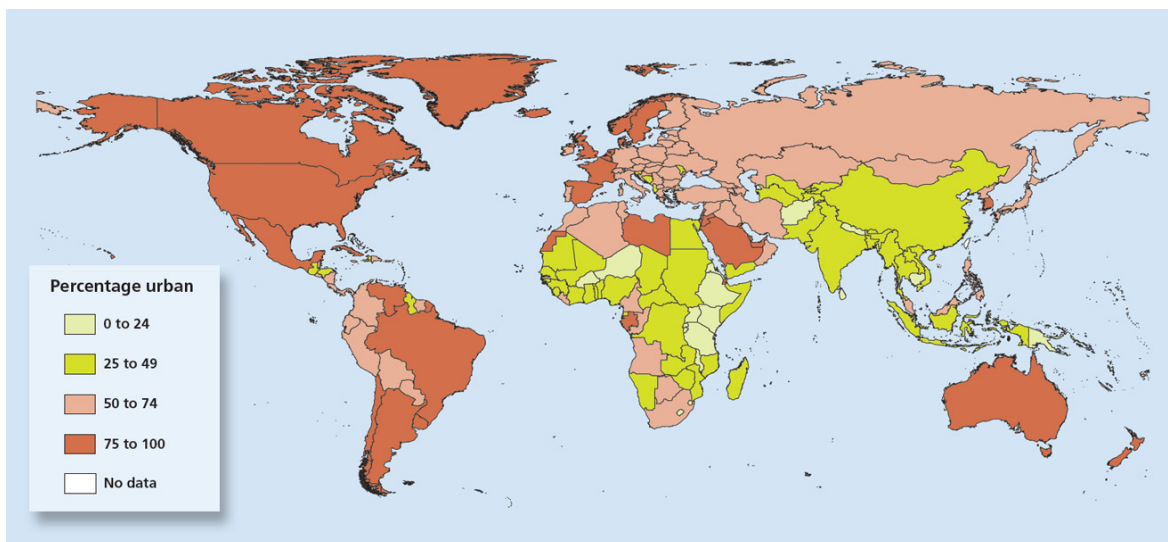 Percentage urban
0 to 24
25 to 49
50 to 74
75 to 100
No data